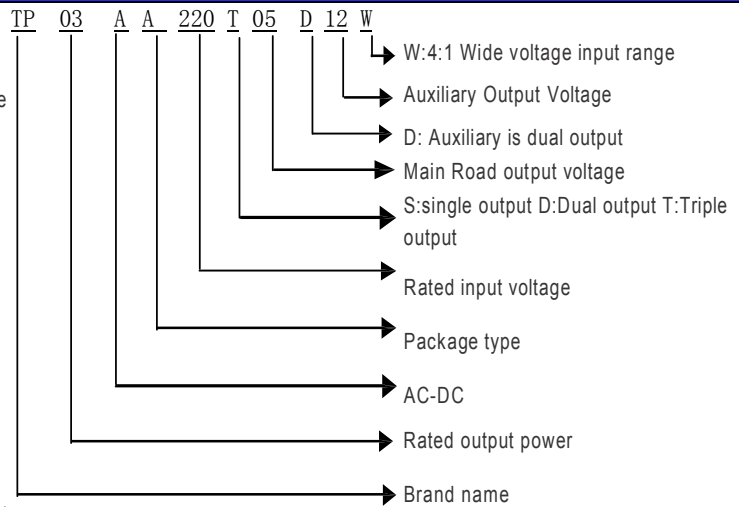 TP 03 A A 220 T 05 D 12 W
W:4:1 Wide voltage input range
e
Auxiliary Output Voltage
D: Auxiliary is dual output
Main Road output voltage
S:single output D:Dual output T:Triple
output
Rated input voltage
Package type
AC-DC
Rated output power
Brand name